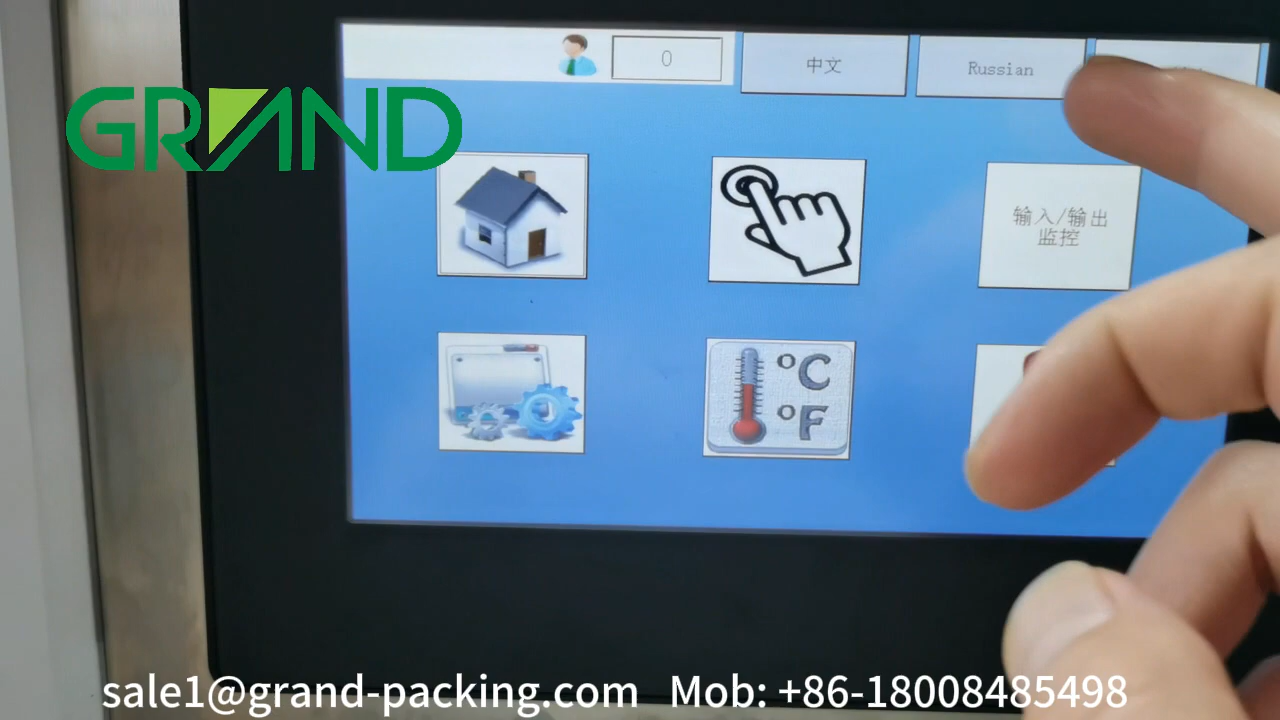 0
中文
Russian
GRAND
输入/输出
监控
°C
°F
sale1@grand-packing.com Mob: +86-18008485498